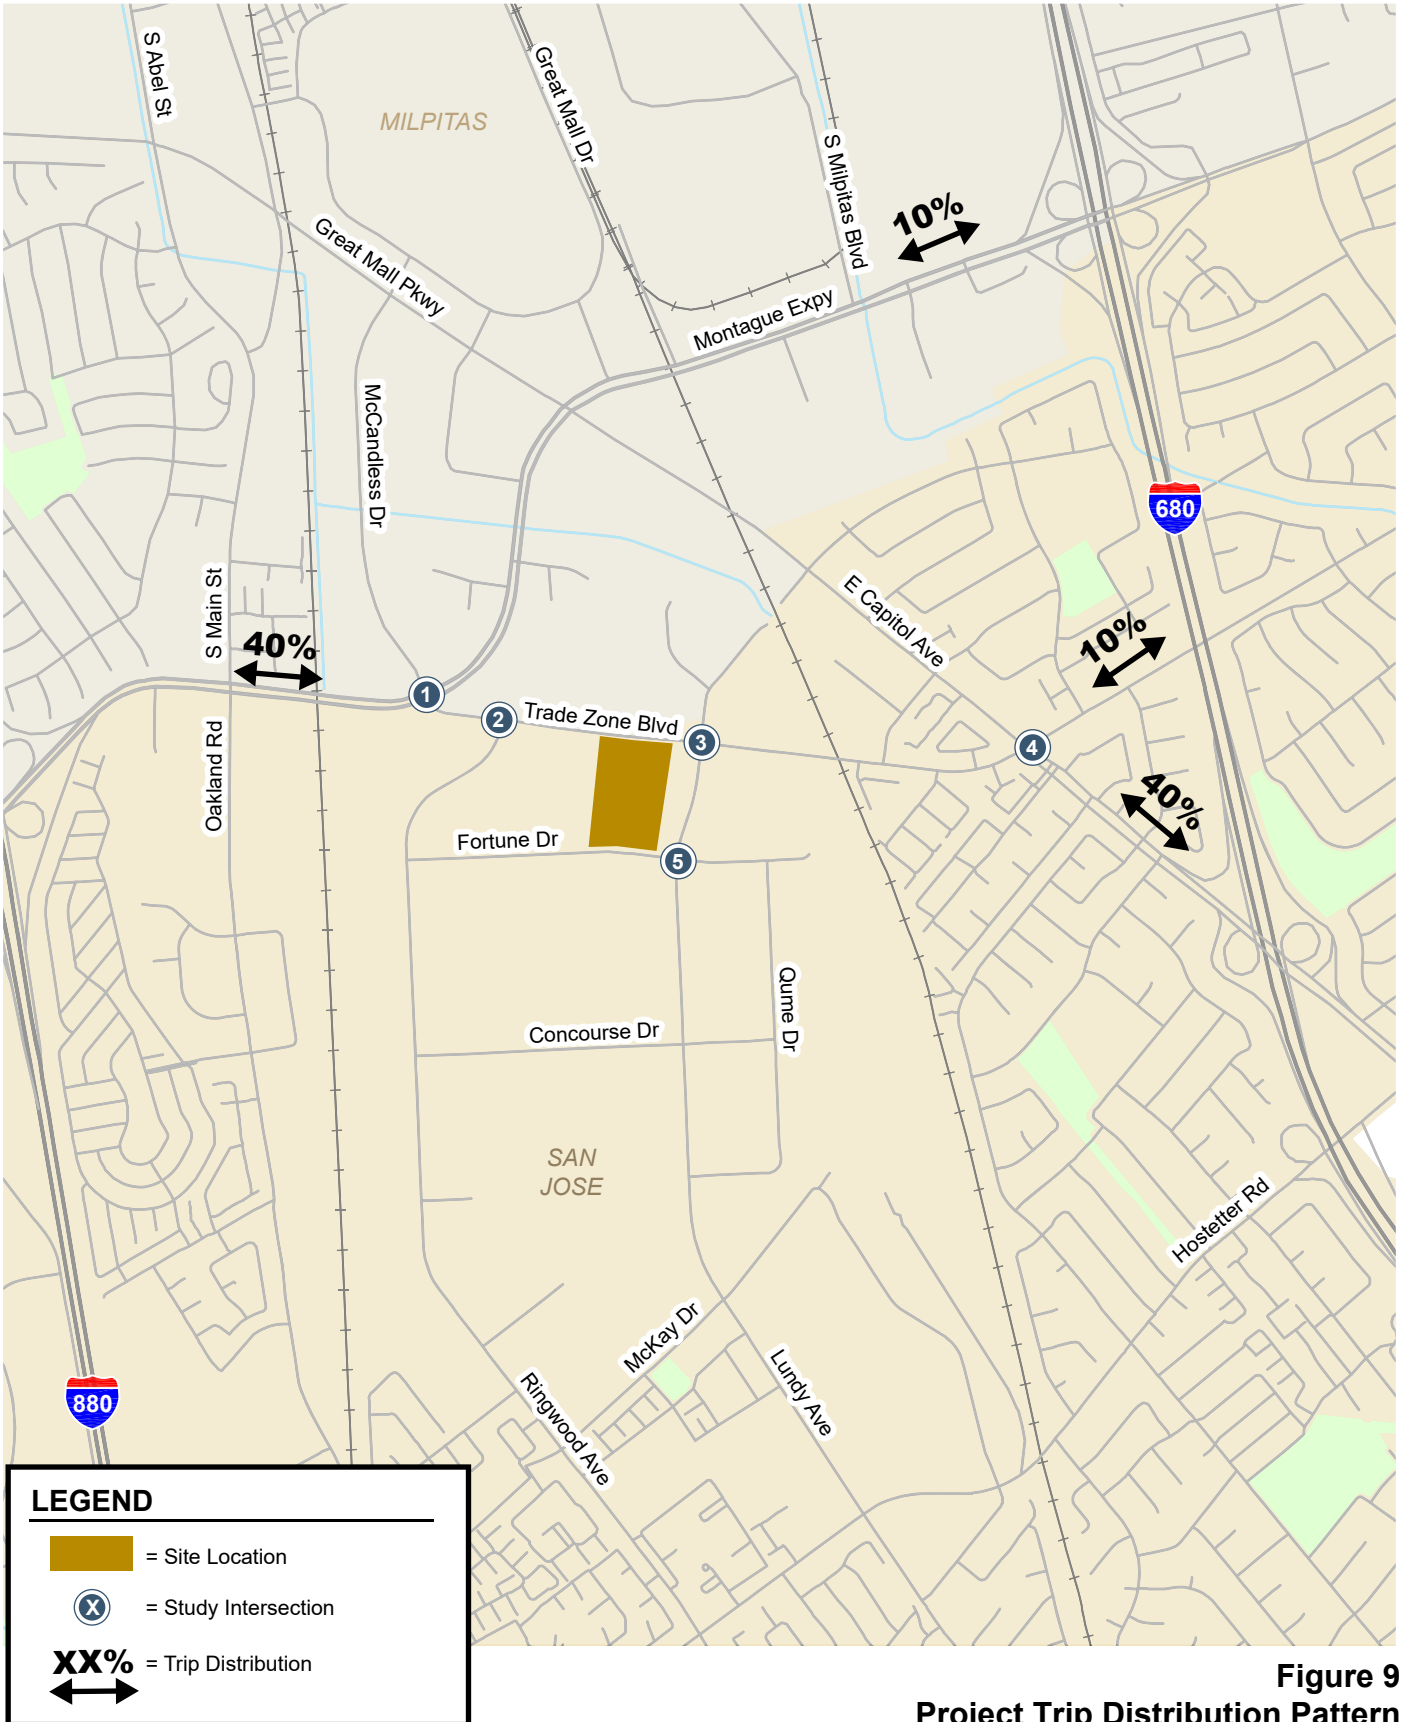 S Abel St
MILPITAS
Great Mall Dr
S Milpitas Blvd
10%
Great Mall Pkwy
Montague Expy
McCandless Dr
680
S Main St
40%
E Capitol Ave
10%
1
2
Trade Zone Blvd
3
4
Oakland Rd
40%
Fortune Dr
5
Qume Dr
Concourse Dr
SAN
JOSE
Hostetter Rd
McKay Dr
Lundy Ave
Ringwood Ave
880
LEGEND
= Site Location
X = Study Intersection
XX% = Trip Distribution
Figure 9
Project Trip Distribution Pattern